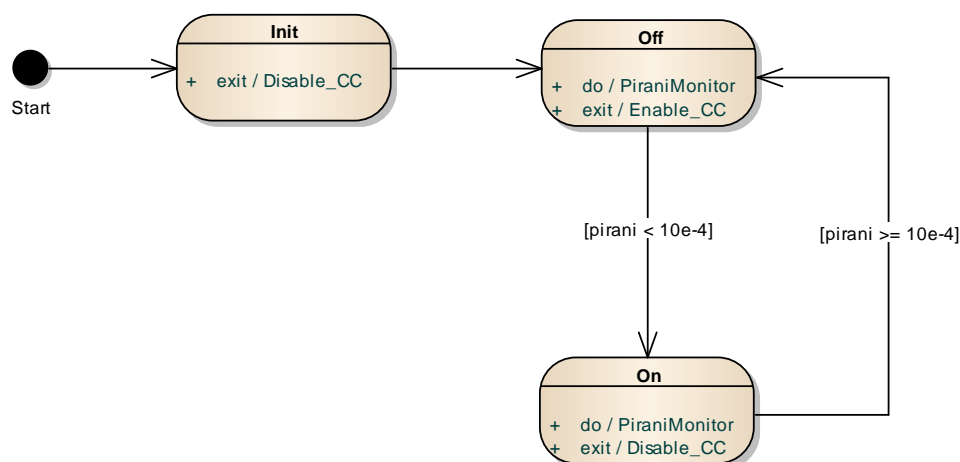 Init
+ exit / Disable_CC
Start
Off
+ do / PiraniMonitor
+ exit / Enable_CC
[pirani < 10e-4]
[pirani >= 10e-4]
On
+ do / PiraniMonitor
+ exit / Disable_CC